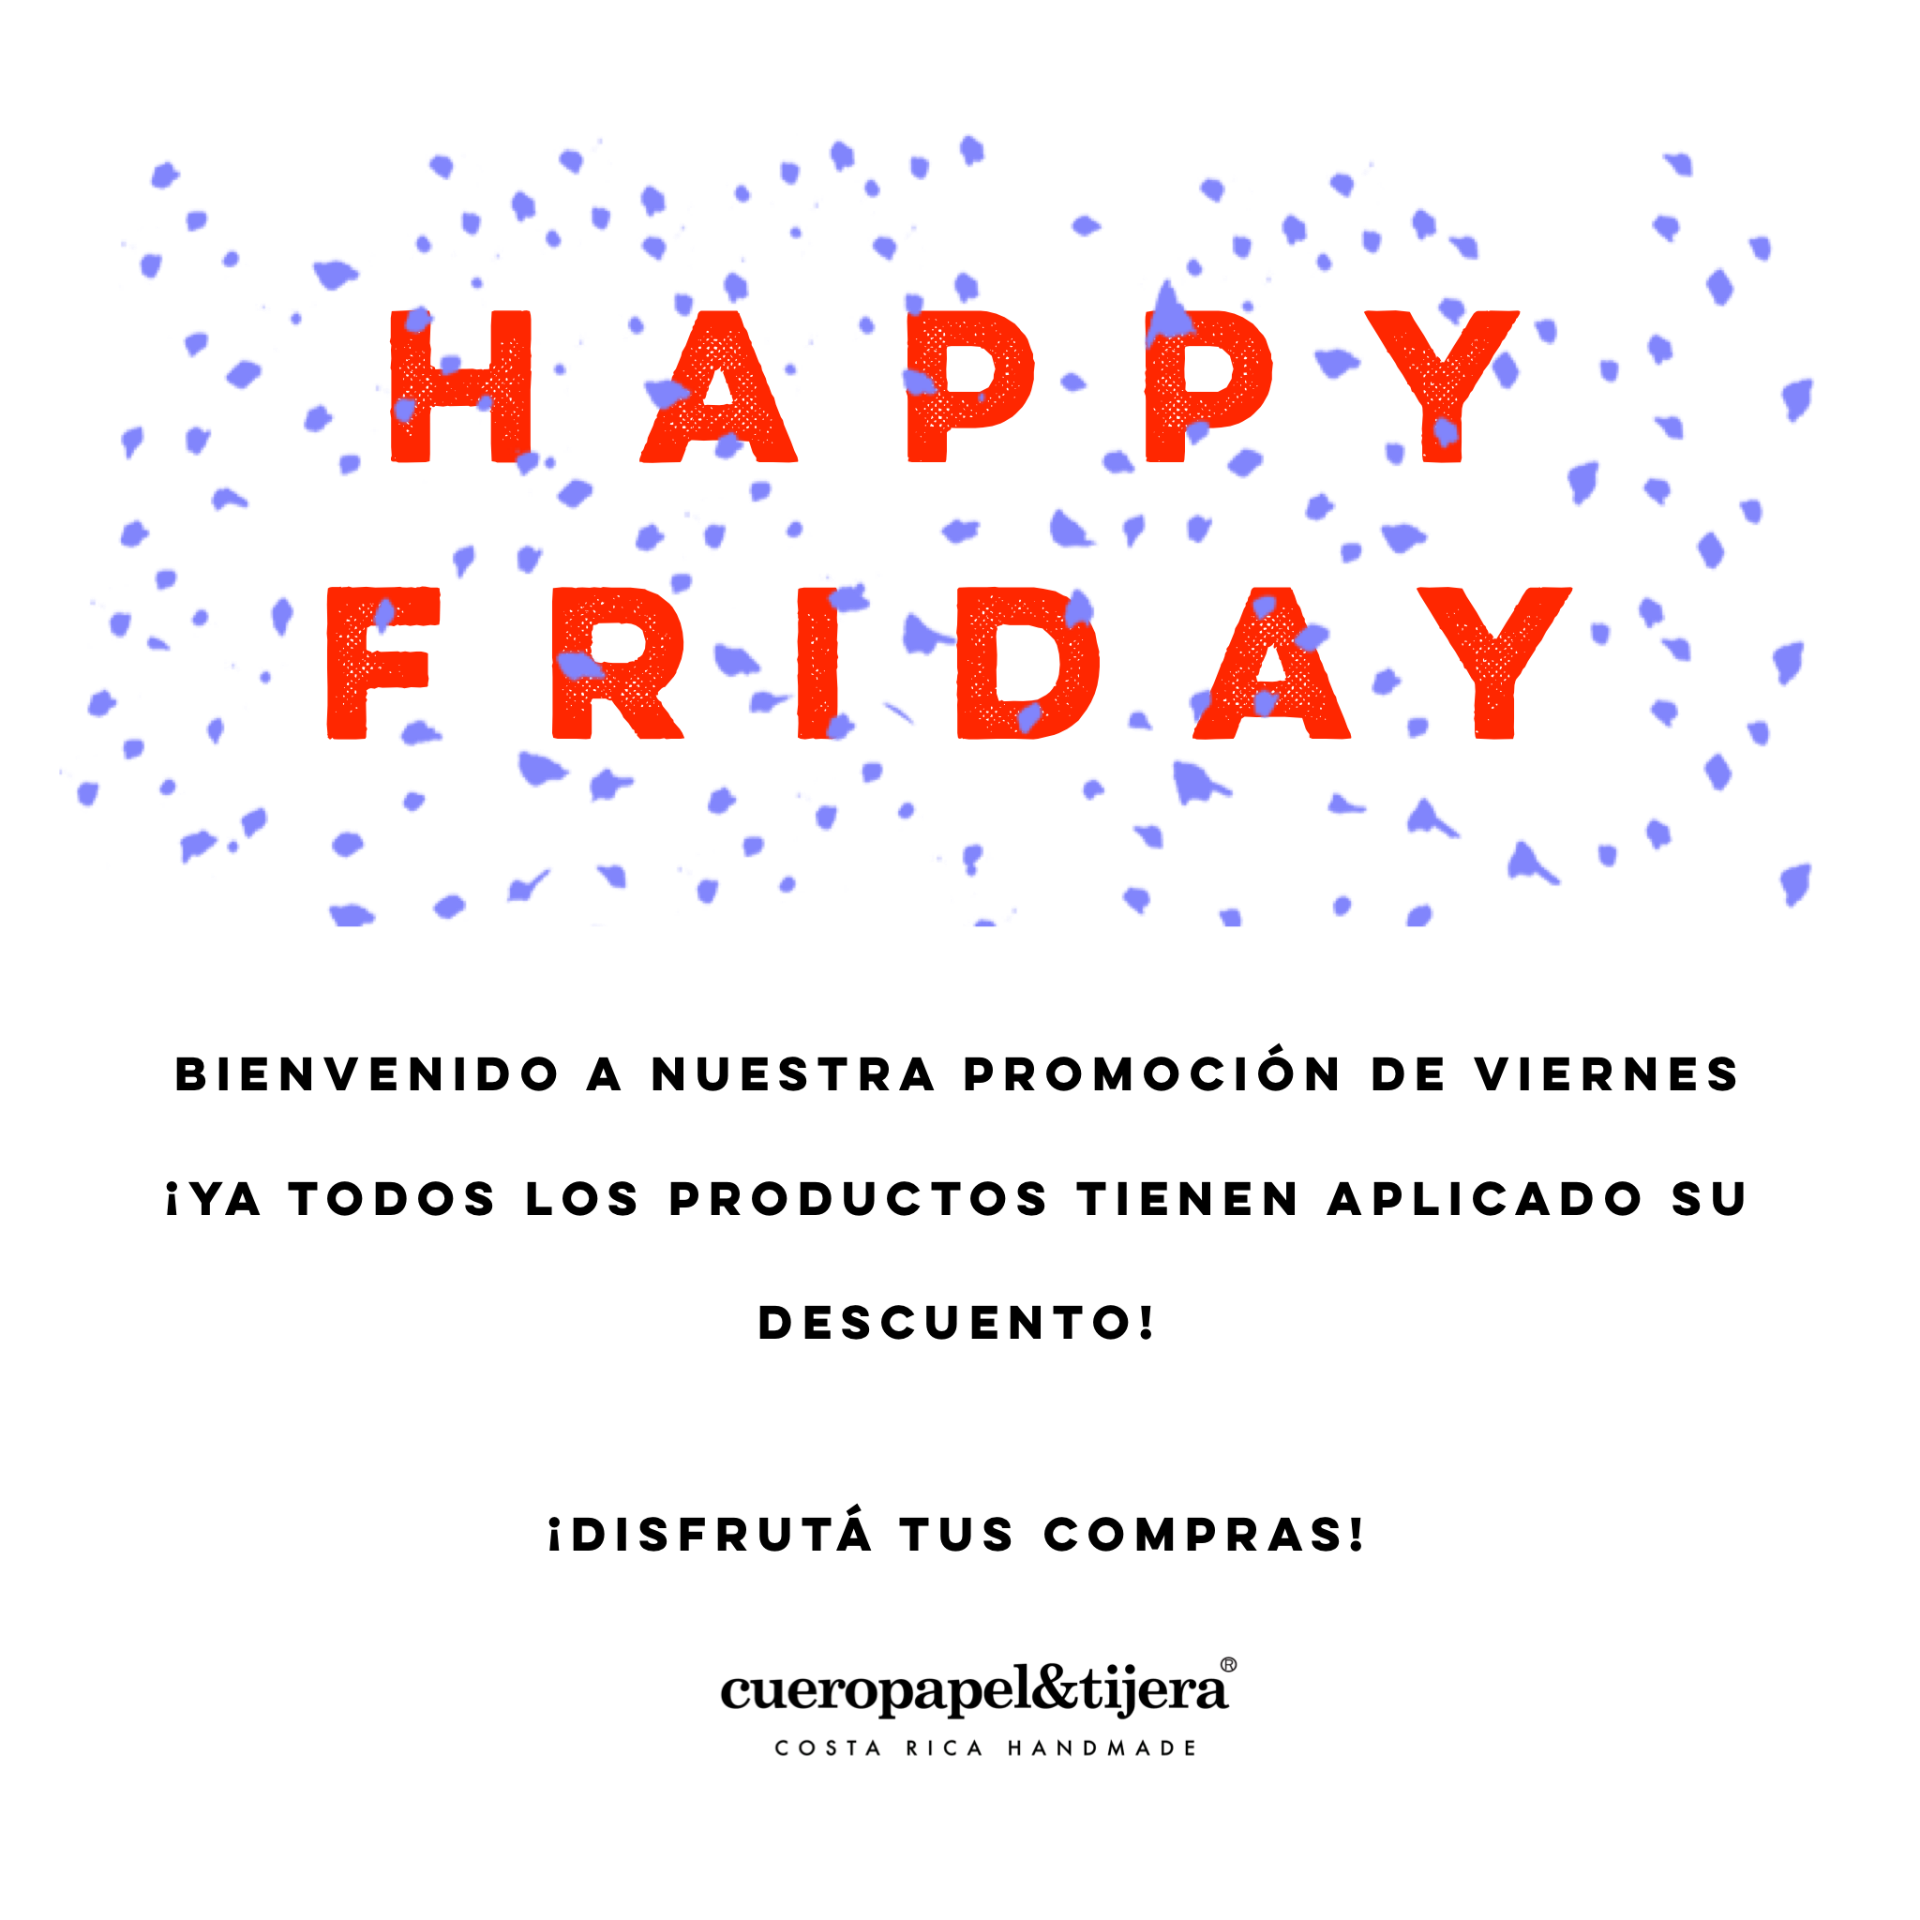 HAPPY
FRIDAY
BIENVENIDO A NUESTRA PROMOCIÓN DE VIERNES
¡YA TODOS LOS PRODUCTOS TIENEN APLICADO SU
DESCUENTO!
¡DISFRUTÁ TUS COMPRAS!
cueropapel&tijera®
COSTA RICA HANDMADE